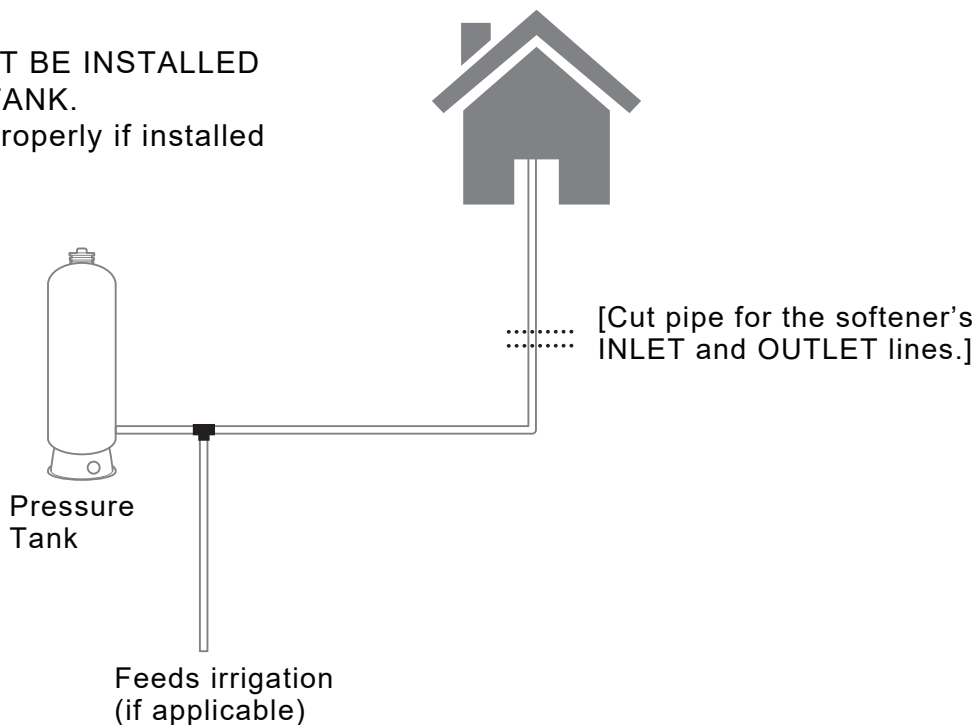 T BE INSTALLED
TANK.
roperly if installed
[Cut pipe for the softener’s
INLET and OUTLET lines.]
Pressure
Tank
Feeds irrigation
(if applicable)